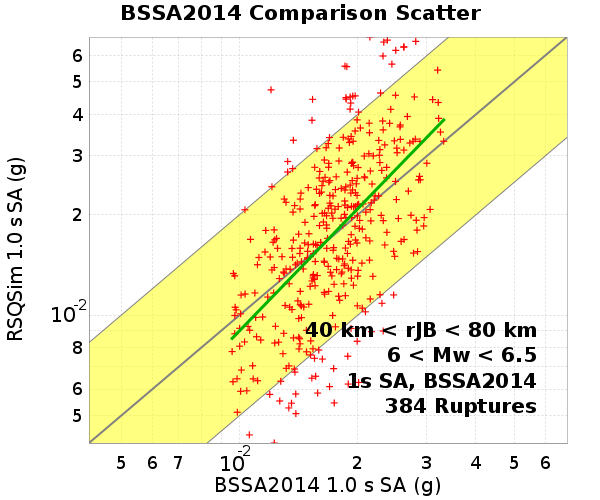 BSSA2014 Comparison Scatter
6
5
4
3
2
10-2
8
6
5
RSQSim 1.0 s SA (g)
40 km < rJB < 80 km
6 < Mw < 6.5
1s SA, BSSA2014
384 Ruptures
5 6 7 10-2 2 3 4 5 6
BSSA2014 1.0 s SA (g)